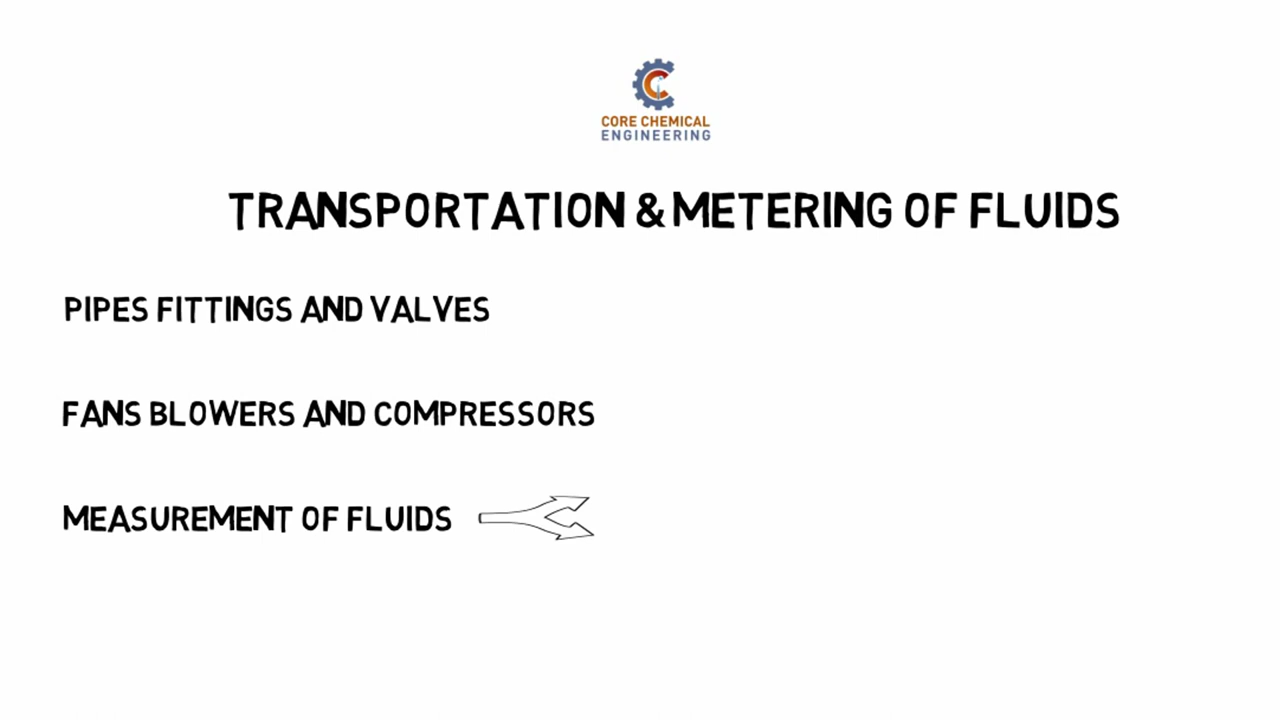 CORE CHEMICAL
ENGINEERING
TRANSPORTATION & METERING OF FLUIDS
PIPES FITTINGS AND VALVES
FANS BLOWERS AND COMPRESSORS
MEASUREMENT OF FLUIDS